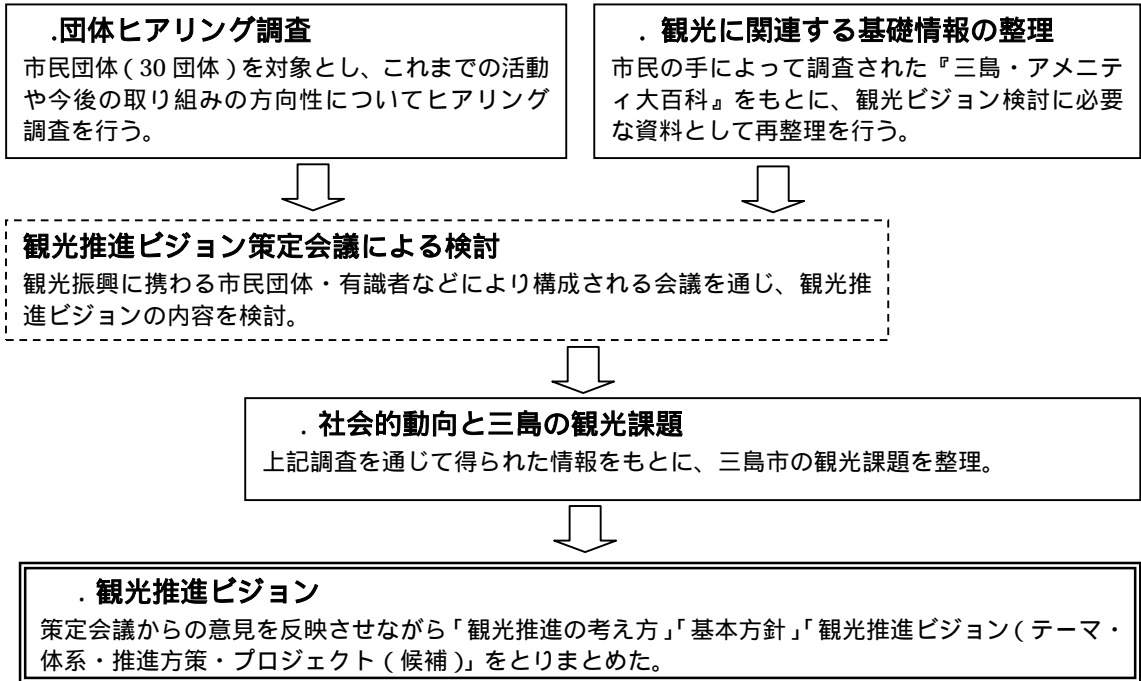 .団体ヒアリング調査
市民団体（30 団体）を対象とし、これまでの活動
や今後の取り組みの方向性についてヒアリング
調査を行う。
. 観光に関連する基礎情報の整理
市民の手によって調査された『三島・アメニテ
ィ大百科』をもとに、観光ビジョン検討に必要
な資料として再整理を行う。
観光推進ビジョン策定会議による検討
観光振興に携わる市民団体・有識者などにより構成される会議を通じ、観光推
進ビジョンの内容を検討。
. 社会的動向と三島の観光課題
上記調査を通じて得られた情報をもとに、三島市の観光課題を整理。
. 観光推進ビジョン
策定会議からの意見を反映させながら「観光推進の考え方」「基本方針」「観光推進ビジョン（テーマ・
体系・推進方策・プロジェクト（候補）」をとりまとめた。